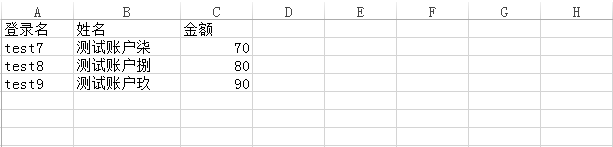 A B C D E F G H
登录名 姓名 金额
test7 测试账户柒 70
test8 测试账户捌 80
test9 测试账户玖 90